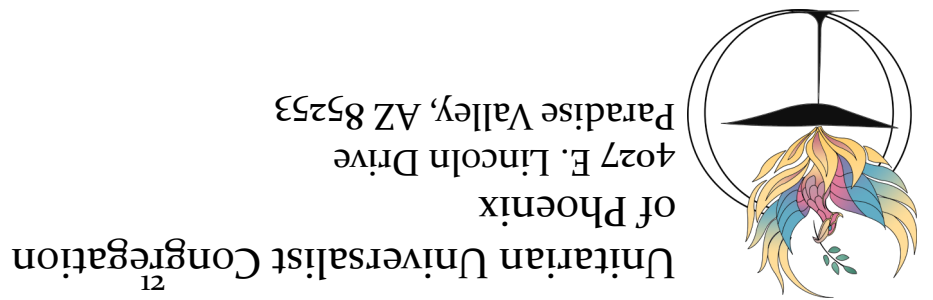 Unitarian Universalist Congregation
of Phoenix
4027 E. Lincoln Drive
Paradise Valley, AZ 85253
12